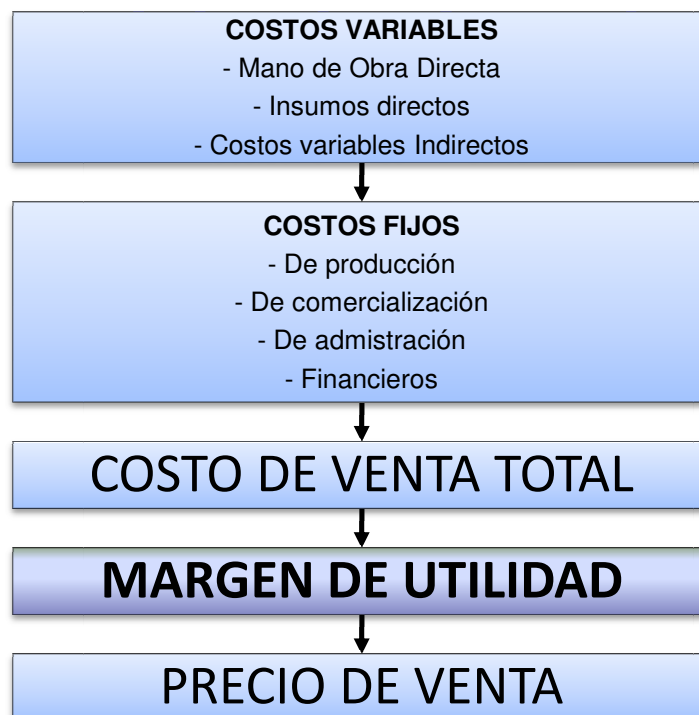 COSTOS VARIABLES
- Mano de Obra Directa
- Insumos directos
- Costos variables Indirectos
COSTOS FIJOS
- De producción
- De comercialización
- De admistración
- Financieros
COSTO DE VENTA TOTAL
MARGEN DE UTILIDAD
PRECIO DE VENTA